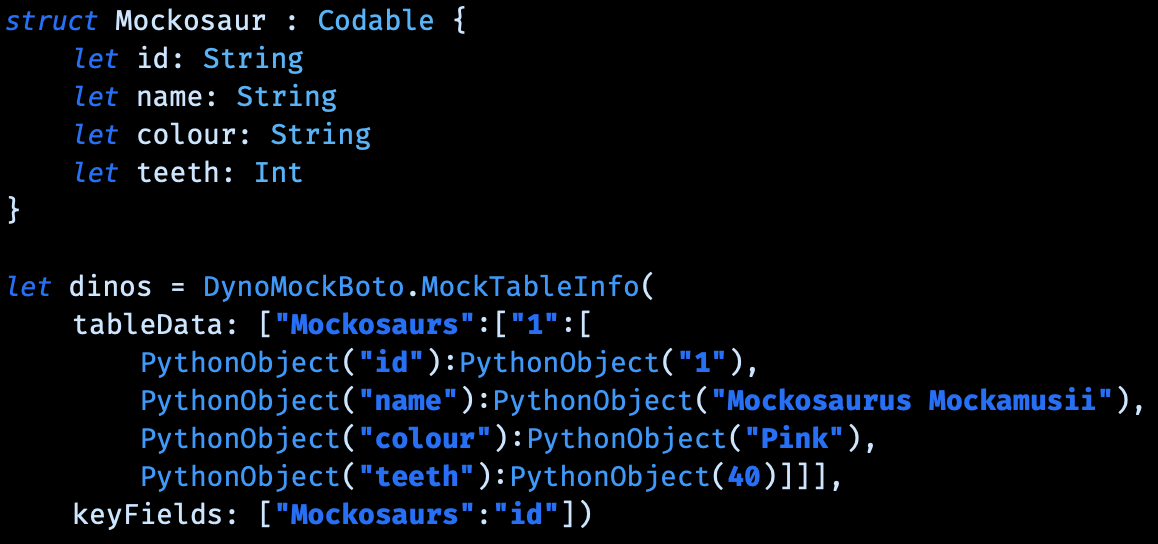 struct Mockosaur : Codable {
    let id: String
    let name: String
    let colour: String
    let teeth: Int
}

let dinos = DynoMockBoto.MockTableInfo(
    tableData: ["Mockosaurs":["1":[
        PythonObject("id"):PythonObject("1"),
        PythonObject("name"):PythonObject("Mockosaurus Mockamusii"),
        PythonObject("colour"):PythonObject("Pink"),
        PythonObject("teeth"):PythonObject(40)]]],
    keyFields: ["Mockosaurs":"id"])